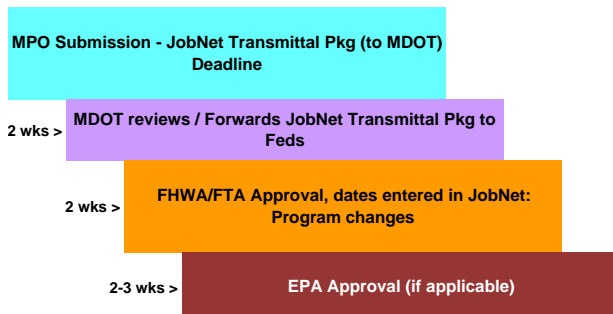 MPO Submission - JobNet Transmittal Pkg (to MDOT)
Deadline
2 wks >
MDOT reviews / Forwards JobNet Transmittal Pkg to
Feds
2 wks >
FHWA/FTA Approval, dates entered in JobNet:
Program changes
2-3 wks >
EPA Approval (if applicable)